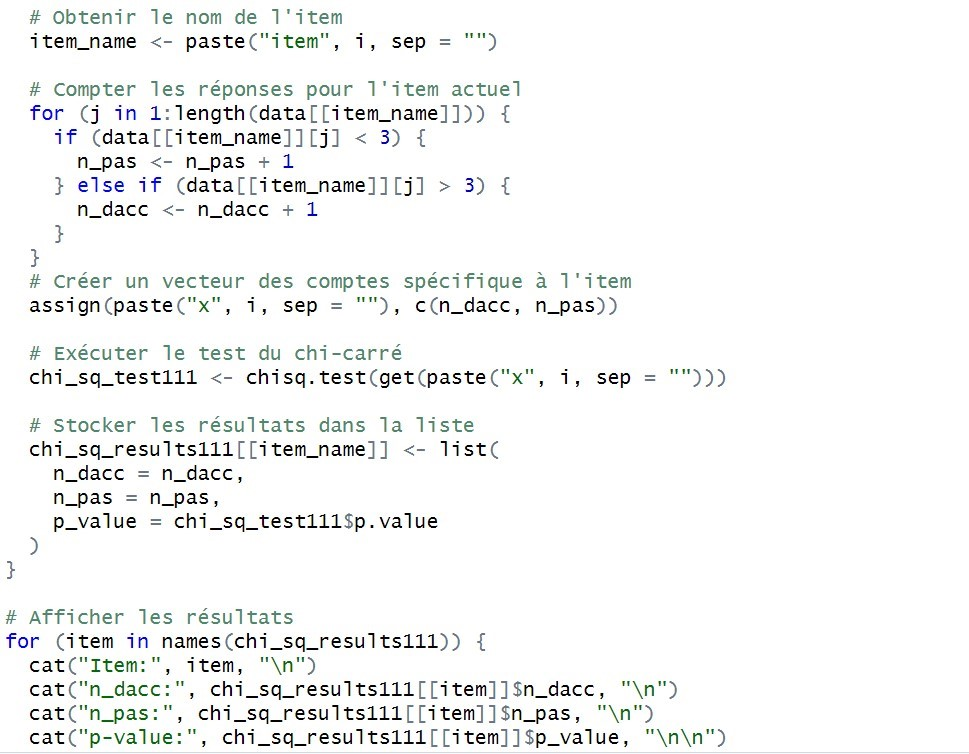 # Obtenir le nom de l'item
item_name <- paste("item", i, sep = "")
# Compter les réponses pour l'item actuel
for (j in 1:length(data[[item_name]])) {
if (data[[item_name]][j] < 3) {
n_pas <- n_pas + 1
} else if (data[[item_name]][j] > 3) {
n_dacc <- n_dacc + 1
}
}
# Créer un vecteur des comptes spécifique à l'item
assign(paste("x", i, sep = ""), c(n_dacc, n_pas))
# Exécuter le test du chi-carré
chi_sq_test111 <- chisq.test(get(paste("x", i, sep = "")))
# Stocker les résultats dans la liste
chi_sq_results111[[item_name]] <- list(
n_dacc = n_dacc,
n_pas = n_pas,
p_value = chi_sq_test111$p.value
)
}
# Afficher les résultats
for (item in names(chi_sq_results111)) {
cat("Item:", item, "\n")
cat("n_dacc:", chi_sq_results111[[item]]$n_dacc, "\n")
cat("n_pas:", chi_sq_results111[[item]]$n_pas, "\n")
cat("p-value:", chi_sq_results111[[item]]$p_value, "\n\n")